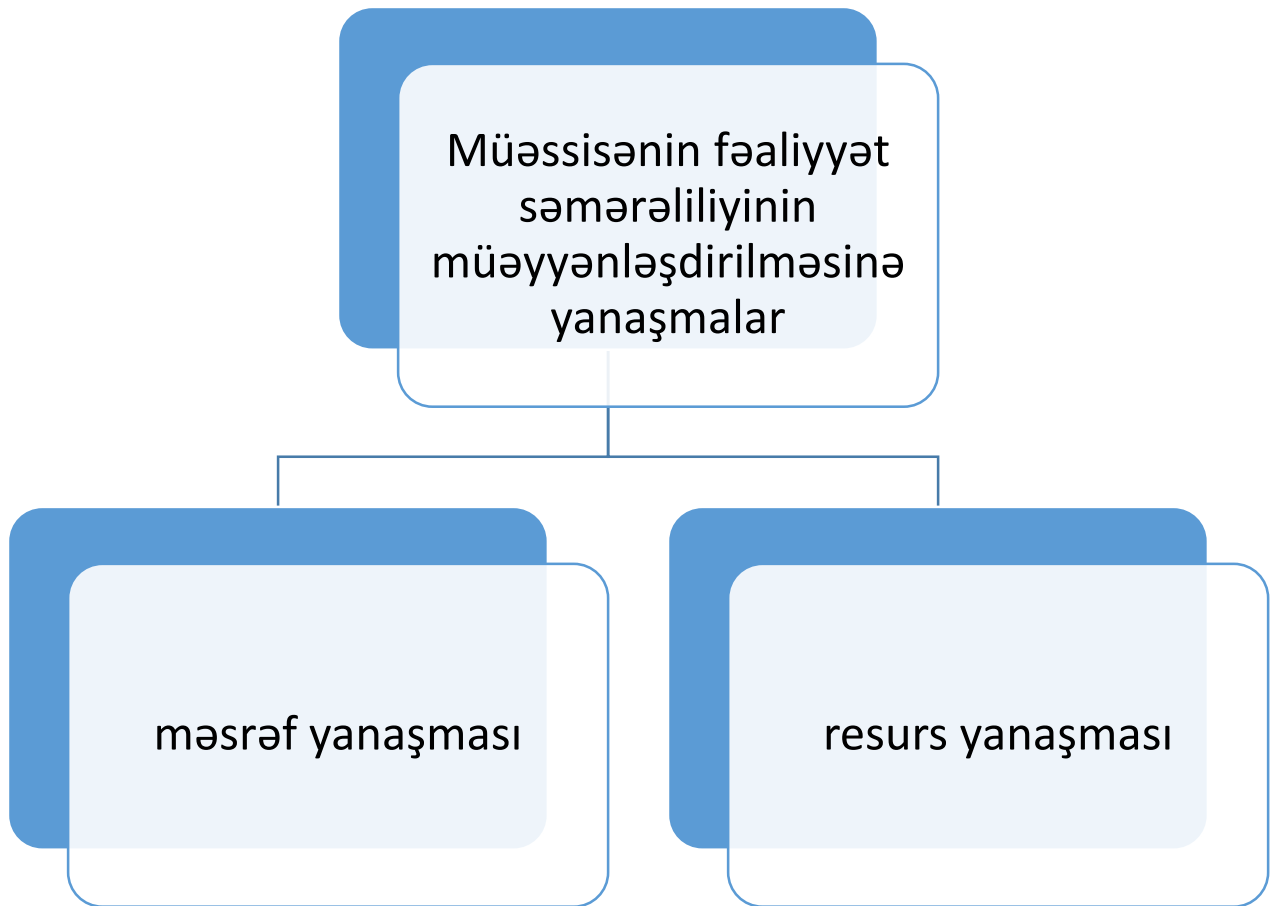 Müəssisənin fəaliyyət
səmərəliliyinin
müəyyənləşdirilməsinə
yanaşmalar
məsrəf yanaşması
resurs yanaşması